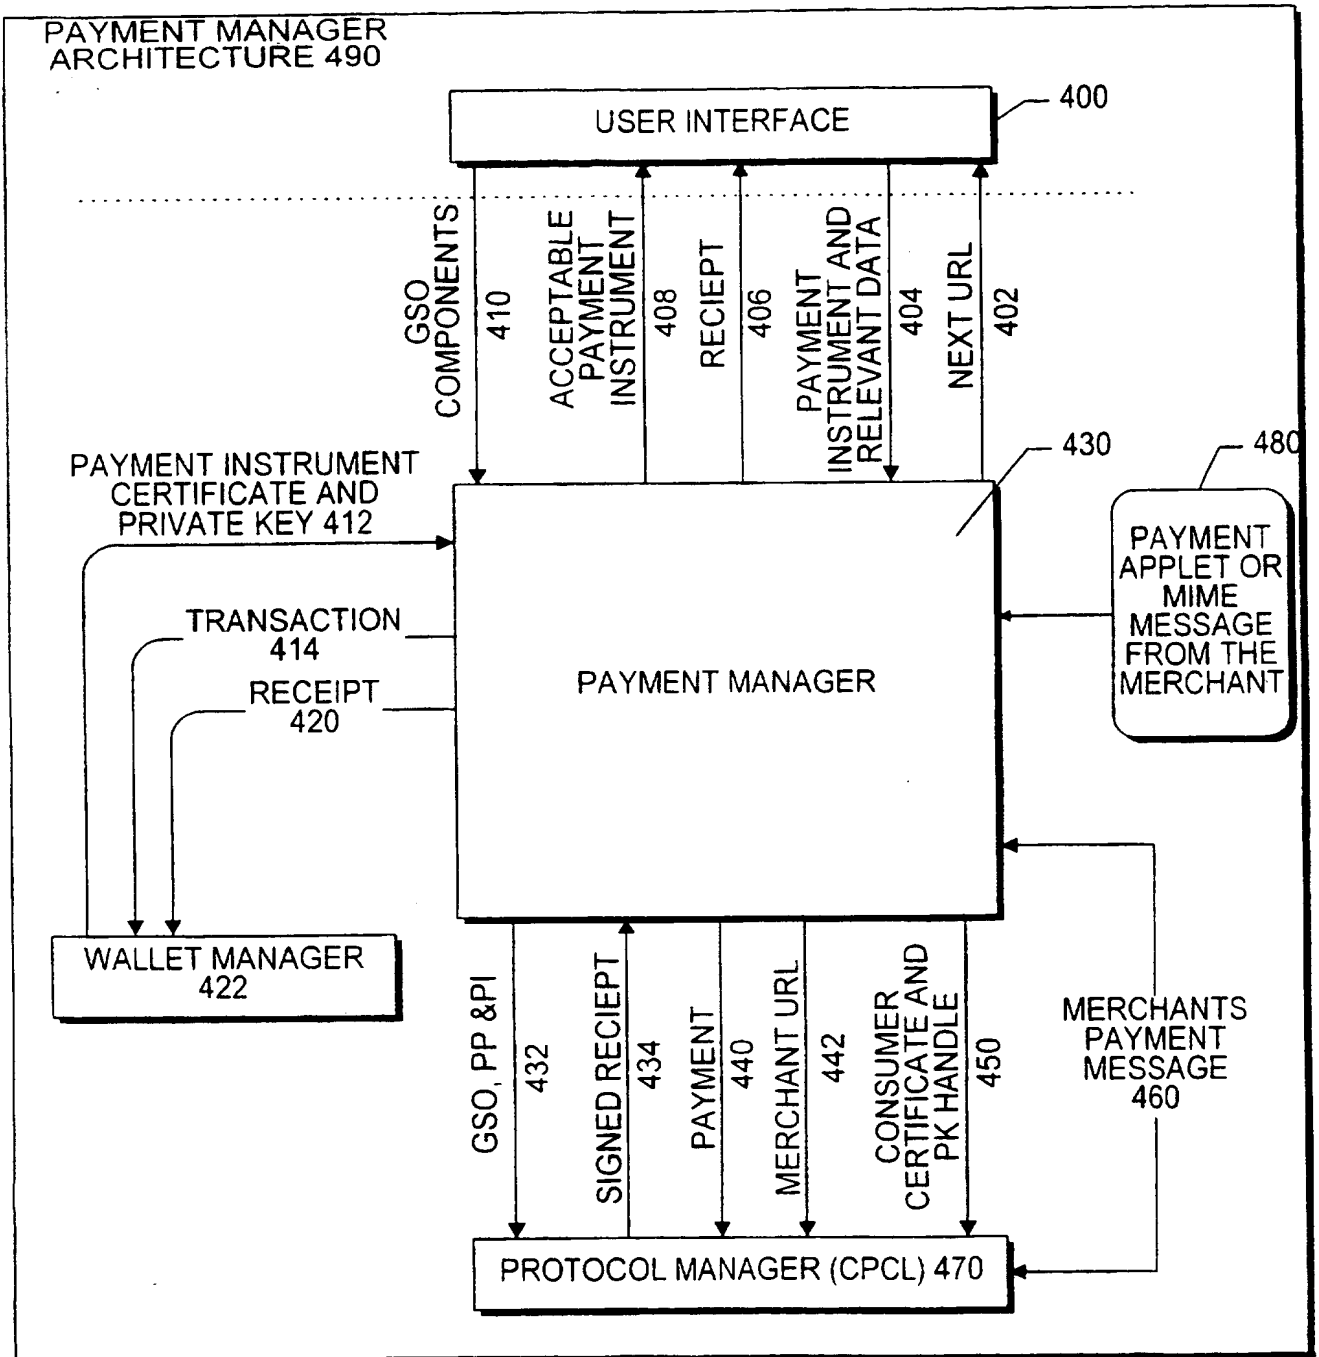 PAYMENT MANAGER
ARCHITECTURE 490
400
USER INTERFACE
GSO
COMPONENTS
410
ACCEPTABLE
PAYMENT
INSTRUMENT
408
RECIEPT
406
PAYMENT
INSTRUMENT AND
RELEVANT DATA
404
NEXT URL
402
430
480
PAYMENT INSTRUMENT
CERTIFICATE AND
PRIVATE KEY 412
TRANSACTION
414
RECEIPT
420
PAYMENT MANAGER
PAYMENT
APPLET OR
MIME
MESSAGE
FROM THE
MERCHANT
WALLET MANAGER
422
GSO, PP &PI
432
SIGNED RECIEPT
434
PAYMENT
440
MERCHANT URL
442
CONSUMER
CERTIFICATE AND
PK HANDLE
450
MERCHANTS
PAYMENT
MESSAGE
460
PROTOCOL MANAGER (CPCL) 470